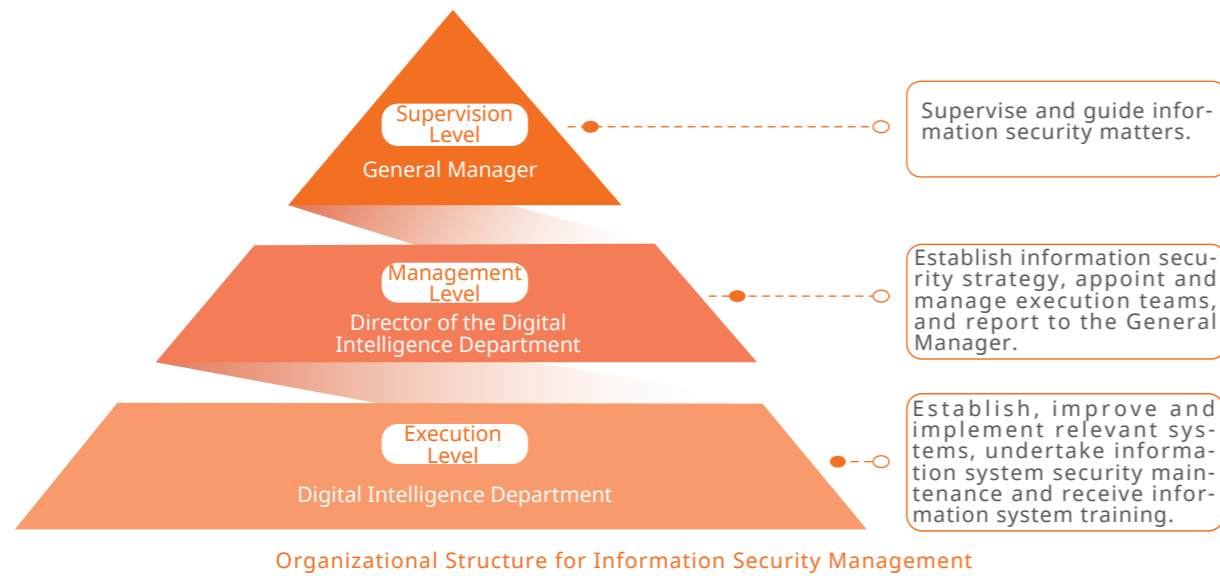 Supervision
Level
General Manager
Supervise and guide infor-
mation security matters.
Management
Level
Director of the Digital
Intelligence Department
Establish information secu-
rity strategy, appoint and
manage execution teams,
and report to the General
Manager.
Execution
Level
Digital Intelligence Department
Establish, improve and
implement relevant sys-
tems, undertake informa-
tion system security main-
tenance and receive infor-
mation system training.
Organizational Structure for Information Security Management